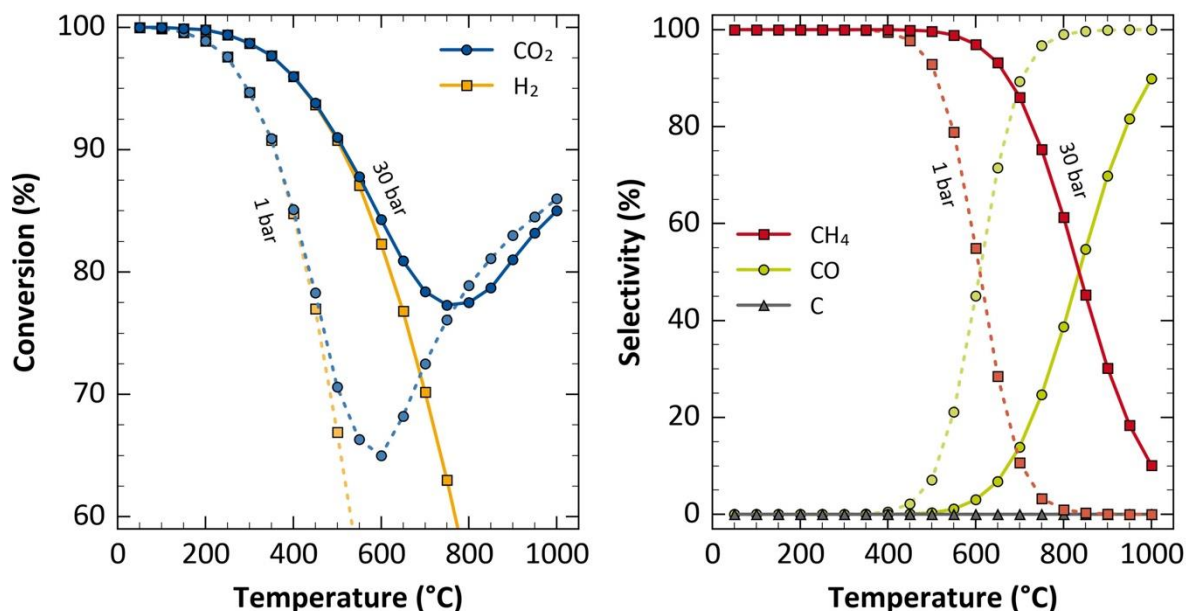 100
90
80
70
60
0
200
400
600
800
1000
Conversion (%)
Temperature (°C)
CO₂
H₂
30 bar
1 bar
100
80
60
40
20
0
0
200
400
600
800
1000
Selectivity (%)
Temperature (°C)
CH₄
CO
C
1 bar
30 bar